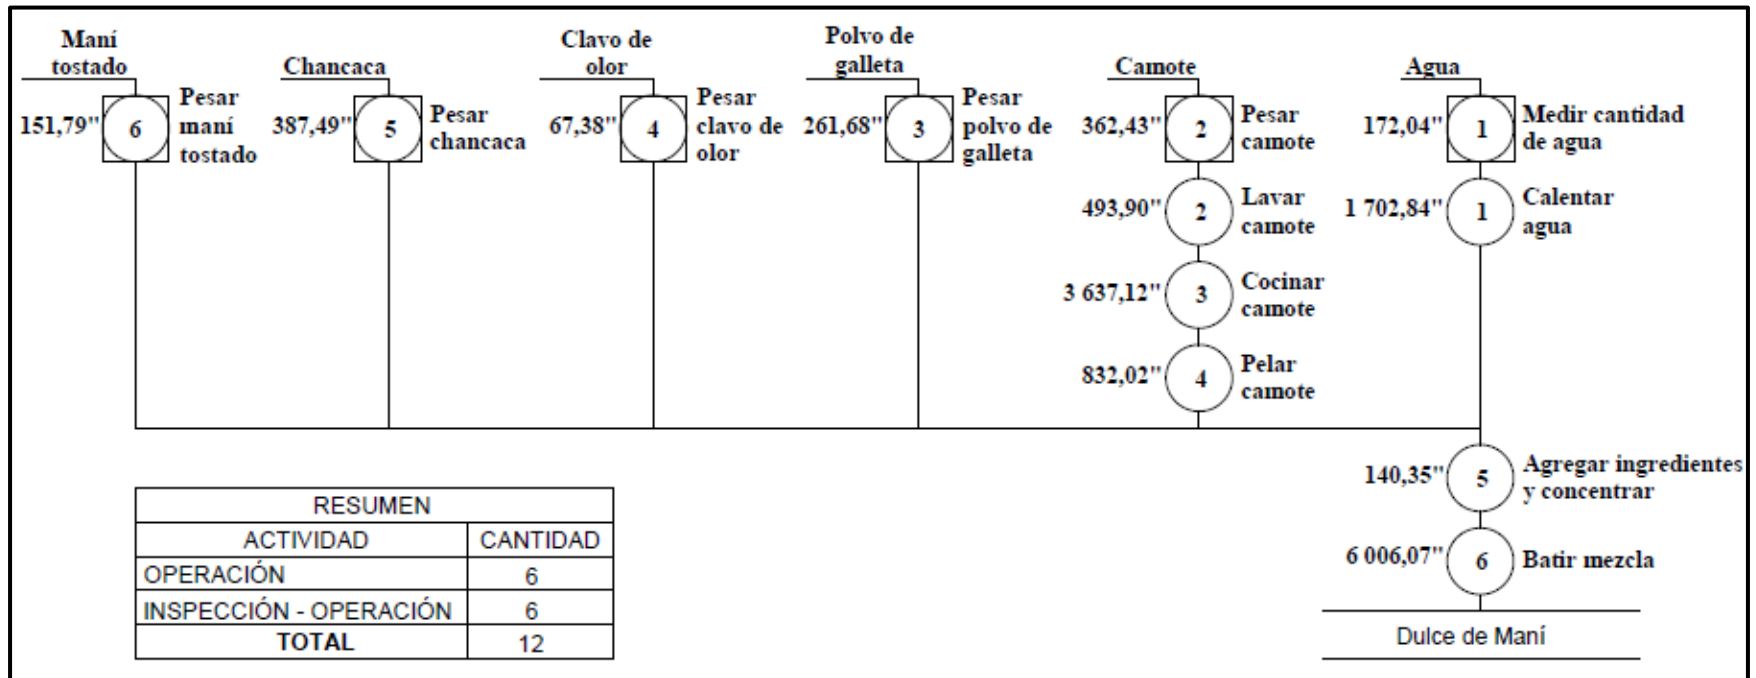 Maní
tostado
151,79"
6
Pesar
maní
tostado
Chancaca
387,49"
5
Pesar
chancaca
Clavo de
olor
67,38"
4
Pesar
clavo de
olor
Polvo de
galleta
261,68"
3
Pesar
polvo de
galleta
Camote
362,43"
2
Pesar
camote
493,90"
2
Lavar
camote
3 637,12"
3
Cocinar
camote
832,02"
4
Pelar
camote
Agua
172,04"
1
Medir cantidad
de agua
1 702,84"
1
Calentar
agua
140,35"
5
Agregar ingredientes
y concentrar
6 006,07"
6
Batir mezcla
Dulce de Maní
RESUMEN
ACTIVIDAD CANTIDAD
OPERACIÓN 6
INSPECCIÓN - OPERACIÓN 6
TOTAL 12